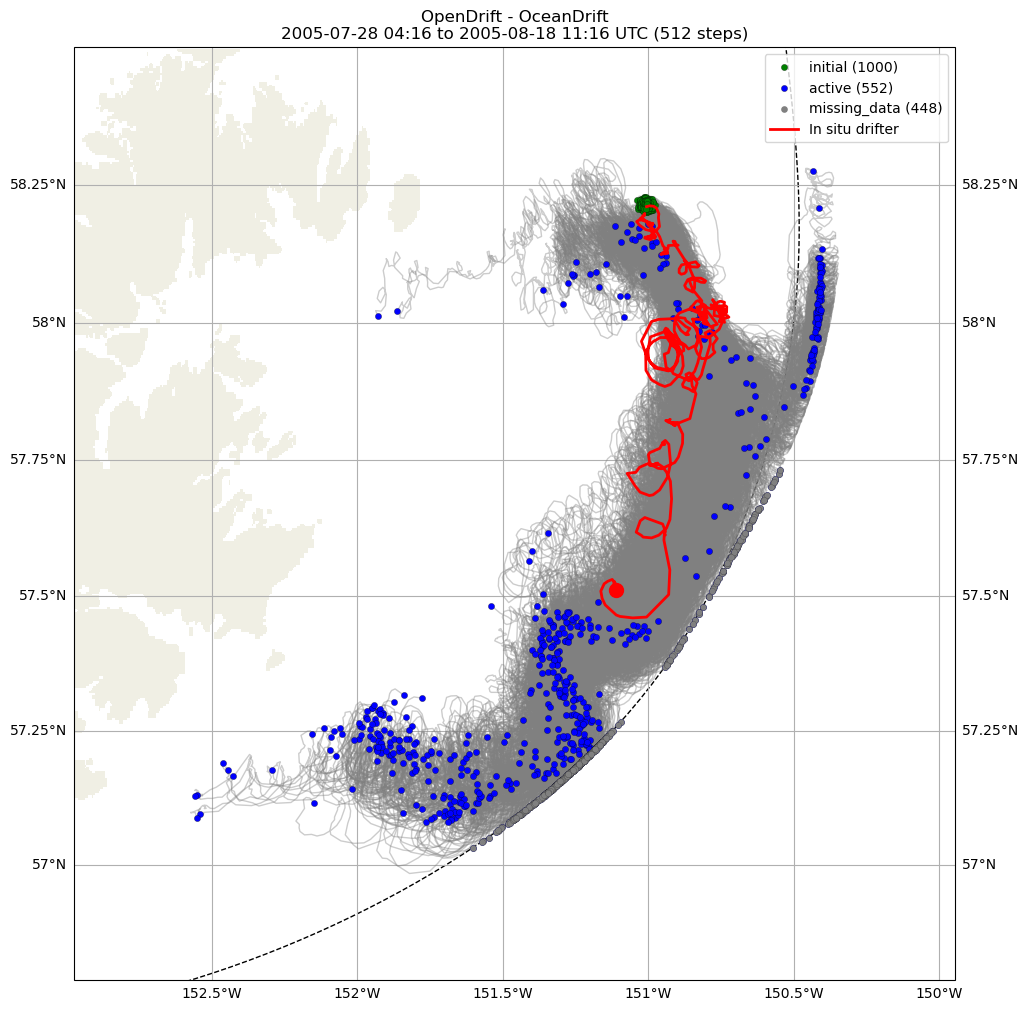 OpenDrift - OceanDrift
2005-07-28 04:16 to 2005-08-18 11:16 UTC (512 steps)
initial (1000)
active (552)
missing_data (448)
In situ drifter
58.25°N
58.25°N
58°N
58°N
57.75°N
57.75°N
57.5°N
57.5°N
57.25°N
57.25°N
57°N
57°N
152.5°W
152°W
151.5°W
151°W
150.5°W
150°W